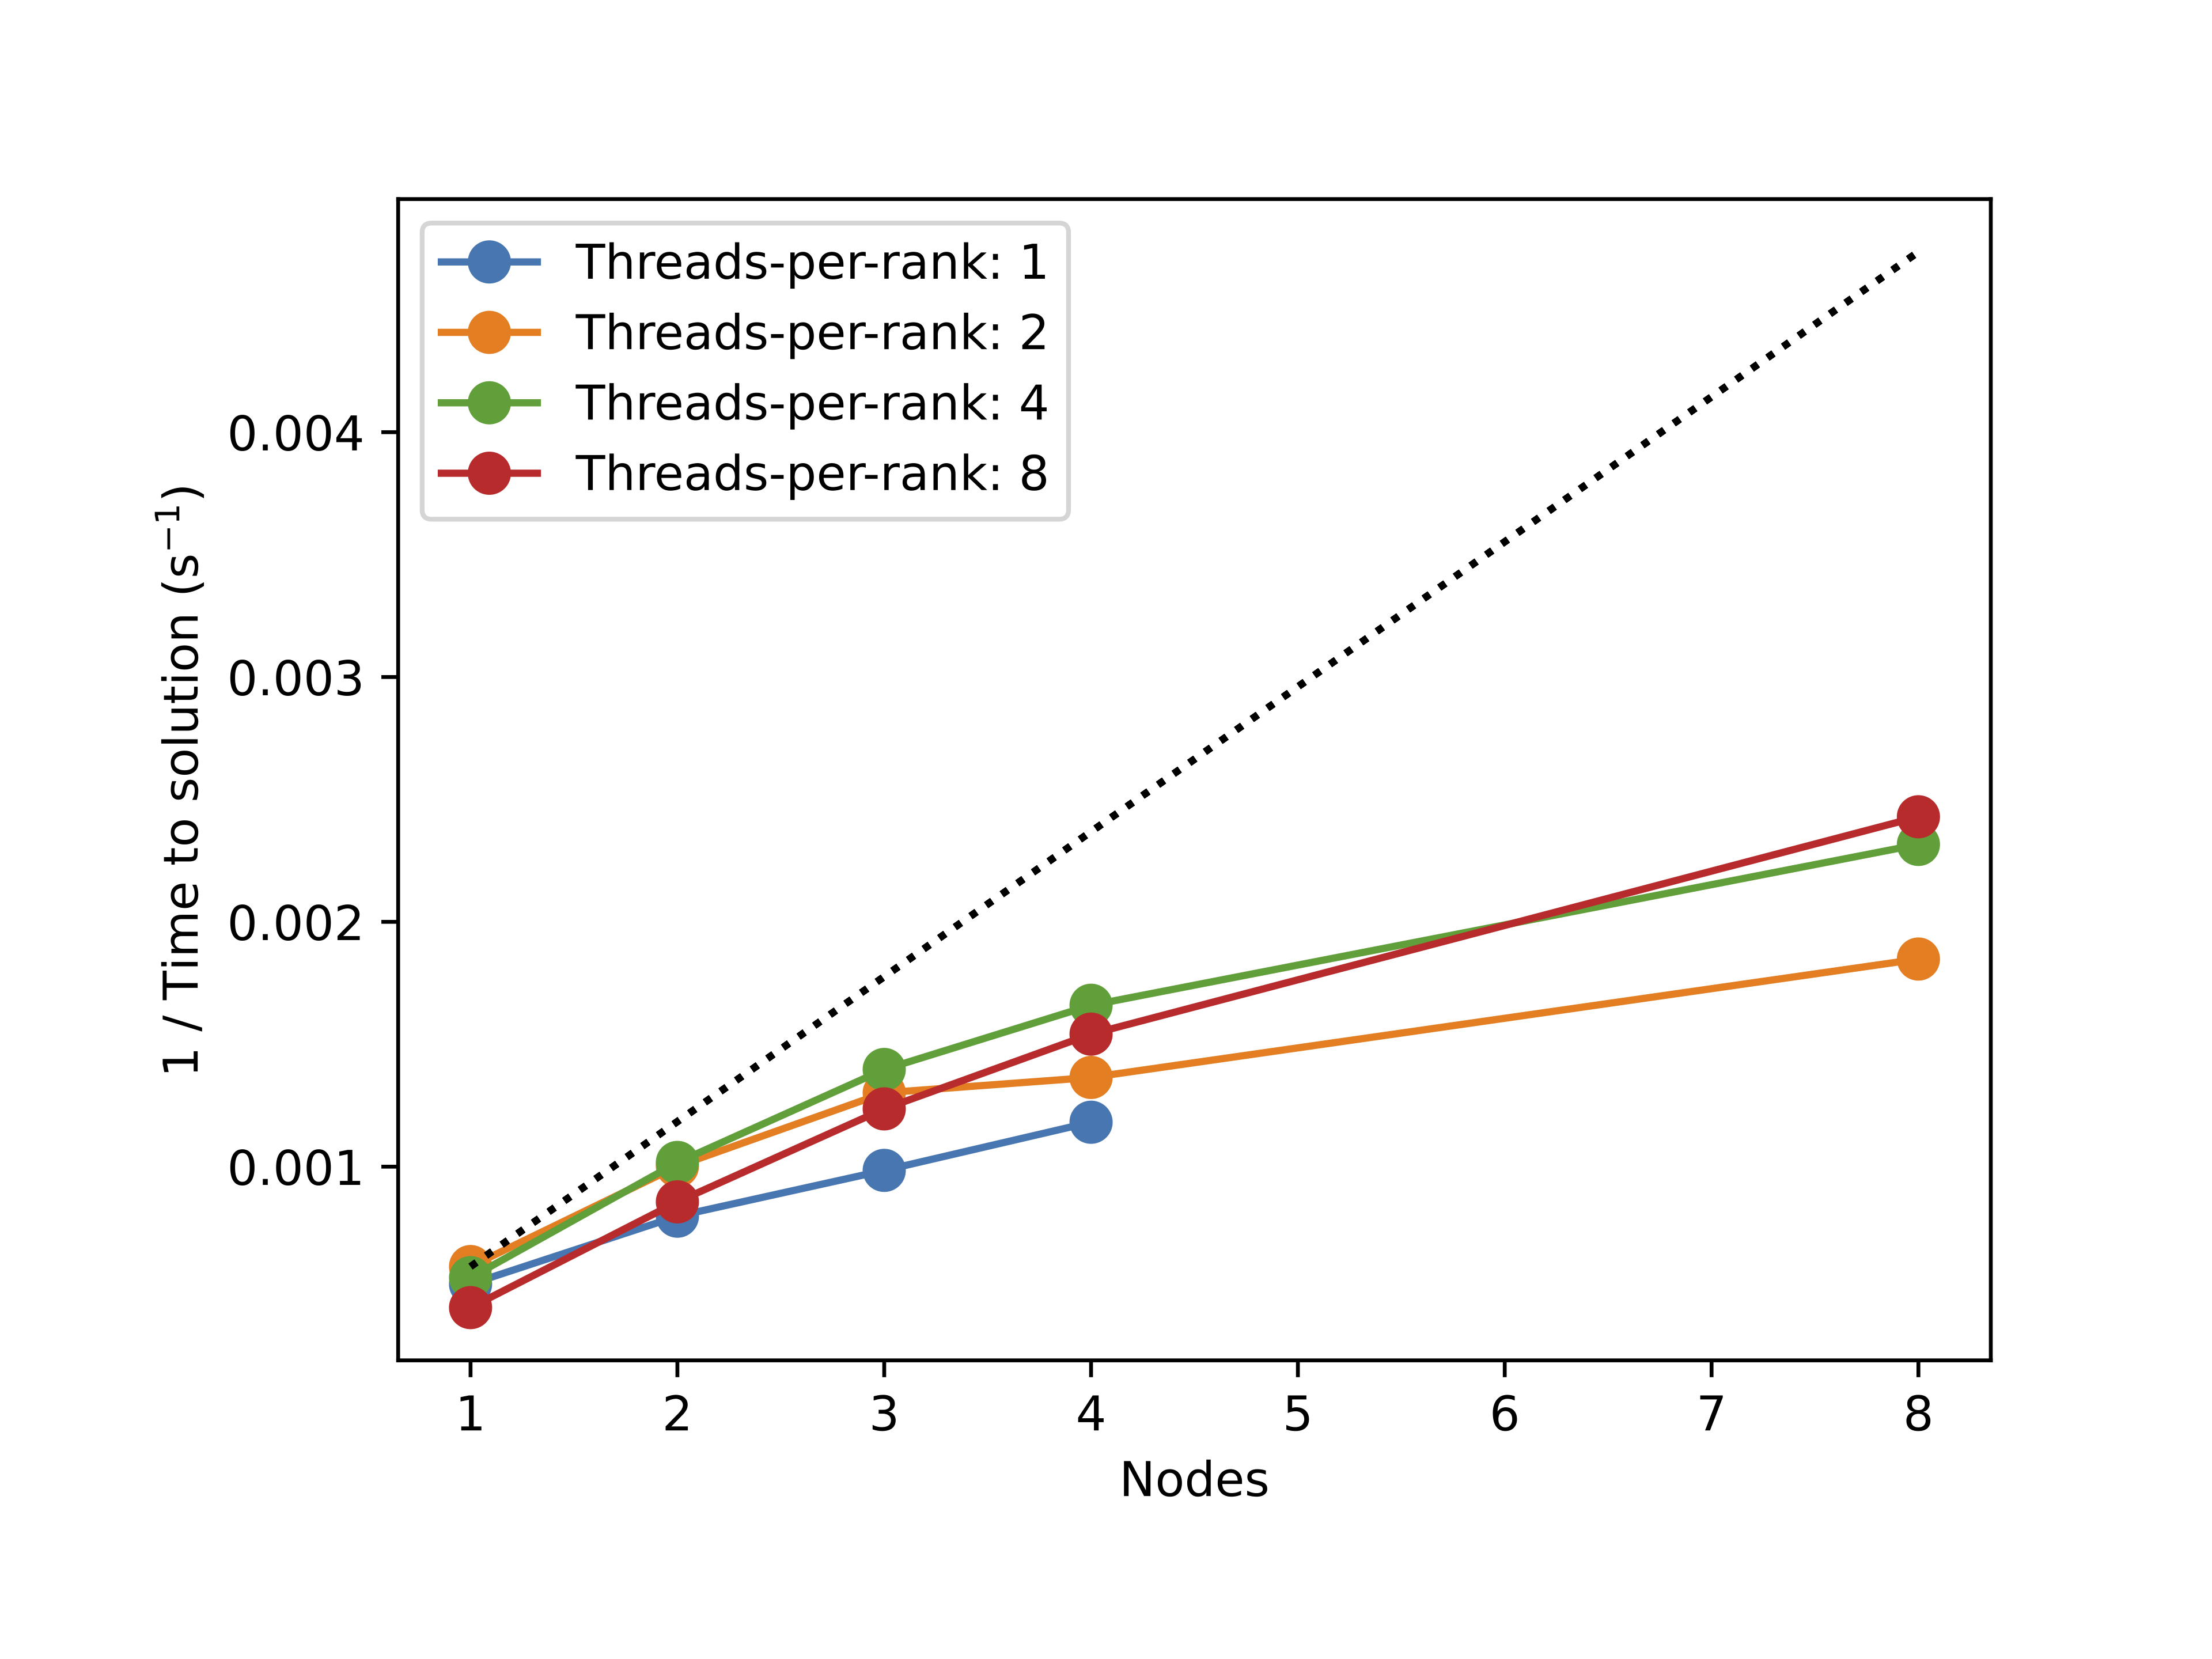 Threads-per-rank: 1
Threads-per-rank: 2
Threads-per-rank: 4
Threads-per-rank: 8
1 / Time to solution (s⁻¹)
0.004
0.003
0.002
0.001
1 2 3 4 5 6 7 8
Nodes